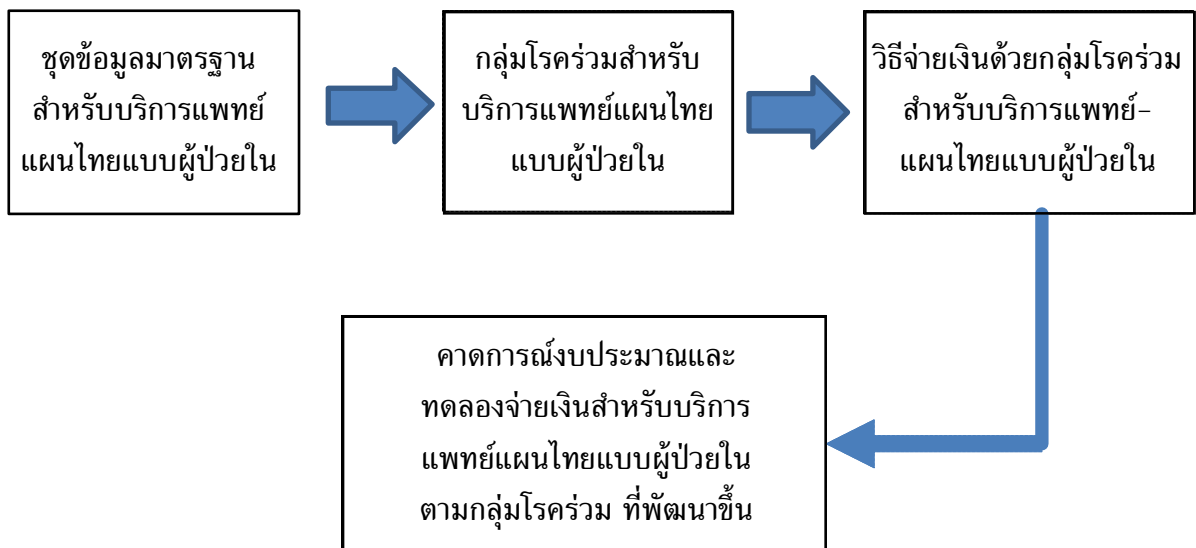 ชุดข้อมูลมาตรฐาน
สำหรับบริการแพทย์
แผนไทยแบบผู้ป่วยใน
กลุ่มโรคร่วมสำหรับ
บริการแพทย์แผนไทย
แบบผู้ป่วยใน
วิธีจ่ายเงินด้วยกลุ่มโรคร่วม
สำหรับบริการแพทย์-
แผนไทยแบบผู้ป่วยใน
คาดการณ์งบประมาณและ
ทดลองจ่ายเงินสำหรับบริการ
แพทย์แผนไทยแบบผู้ป่วยใน
ตามกลุ่มโรคร่วม ที่พัฒนาขึ้น